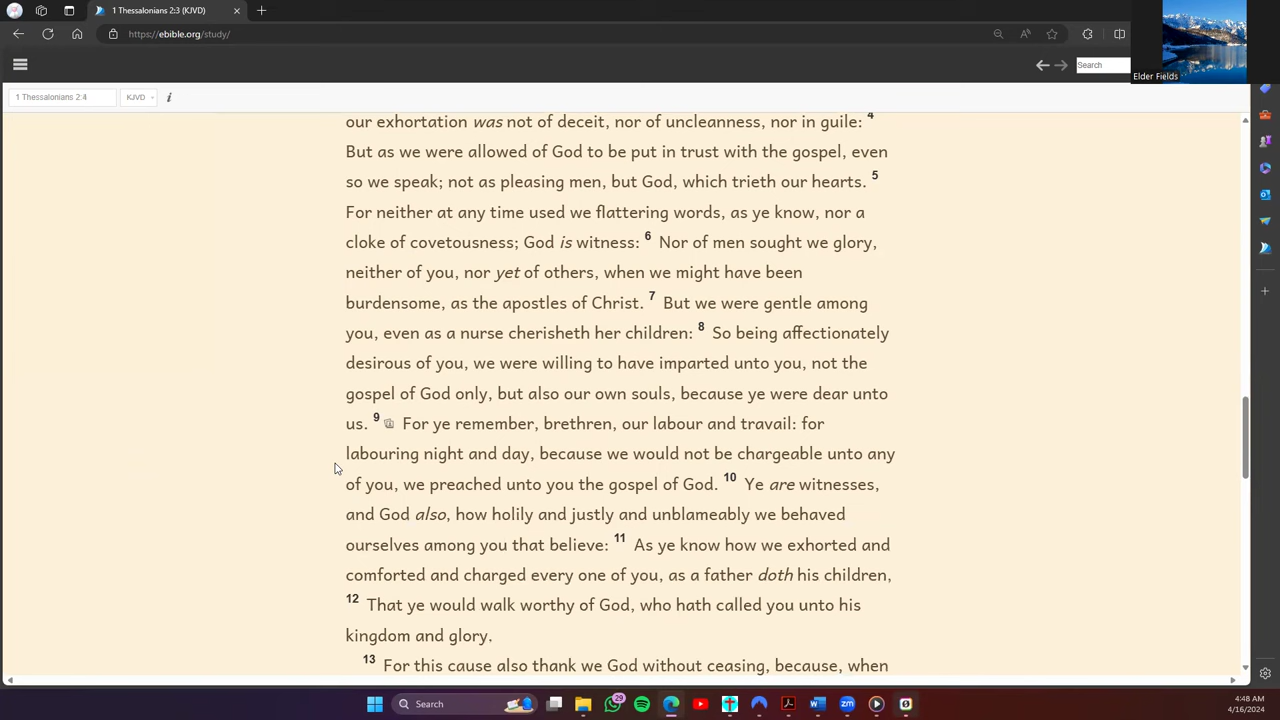 1 Thessalonians 2:3 (KJVD)
https://ebible.org/study/
Search
Elder Fields
1 Thessalonians 2:4
KJVD
i
our exhortation was not of deceit, nor of uncleanness, nor in guile: 4
But as we were allowed of God to be put in trust with the gospel, even
so we speak; not as pleasing men, but God, which trieth our hearts. 5
For neither at any time used we flattering words, as ye know, nor a
cloke of covetousness; God is witness: 6 Nor of men sought we glory,
neither of you, nor yet of others, when we might have been
burdensome, as the apostles of Christ. 7 But we were gentle among
you, even as a nurse cherisheth her children: 8 So being affectionately
desirous of you, we were willing to have imparted unto you, not the
gospel of God only, but also our own souls, because ye were dear unto
us. 9 For ye remember, brethren, our labour and travail: for
labouring night and day, because we would not be chargeable unto any
of you, we preached unto you the gospel of God. 10 Ye are witnesses,
and God also, how holily and justly and unblameably we behaved
ourselves among you that believe: 11 As ye know how we exhorted and
comforted and charged every one of you, as a father doth his children,
12 That ye would walk worthy of God, who hath called you unto his
kingdom and glory.
13 For this cause also thank we God without ceasing, because, when
Search
29
zm
4:48 AM
4/16/2024